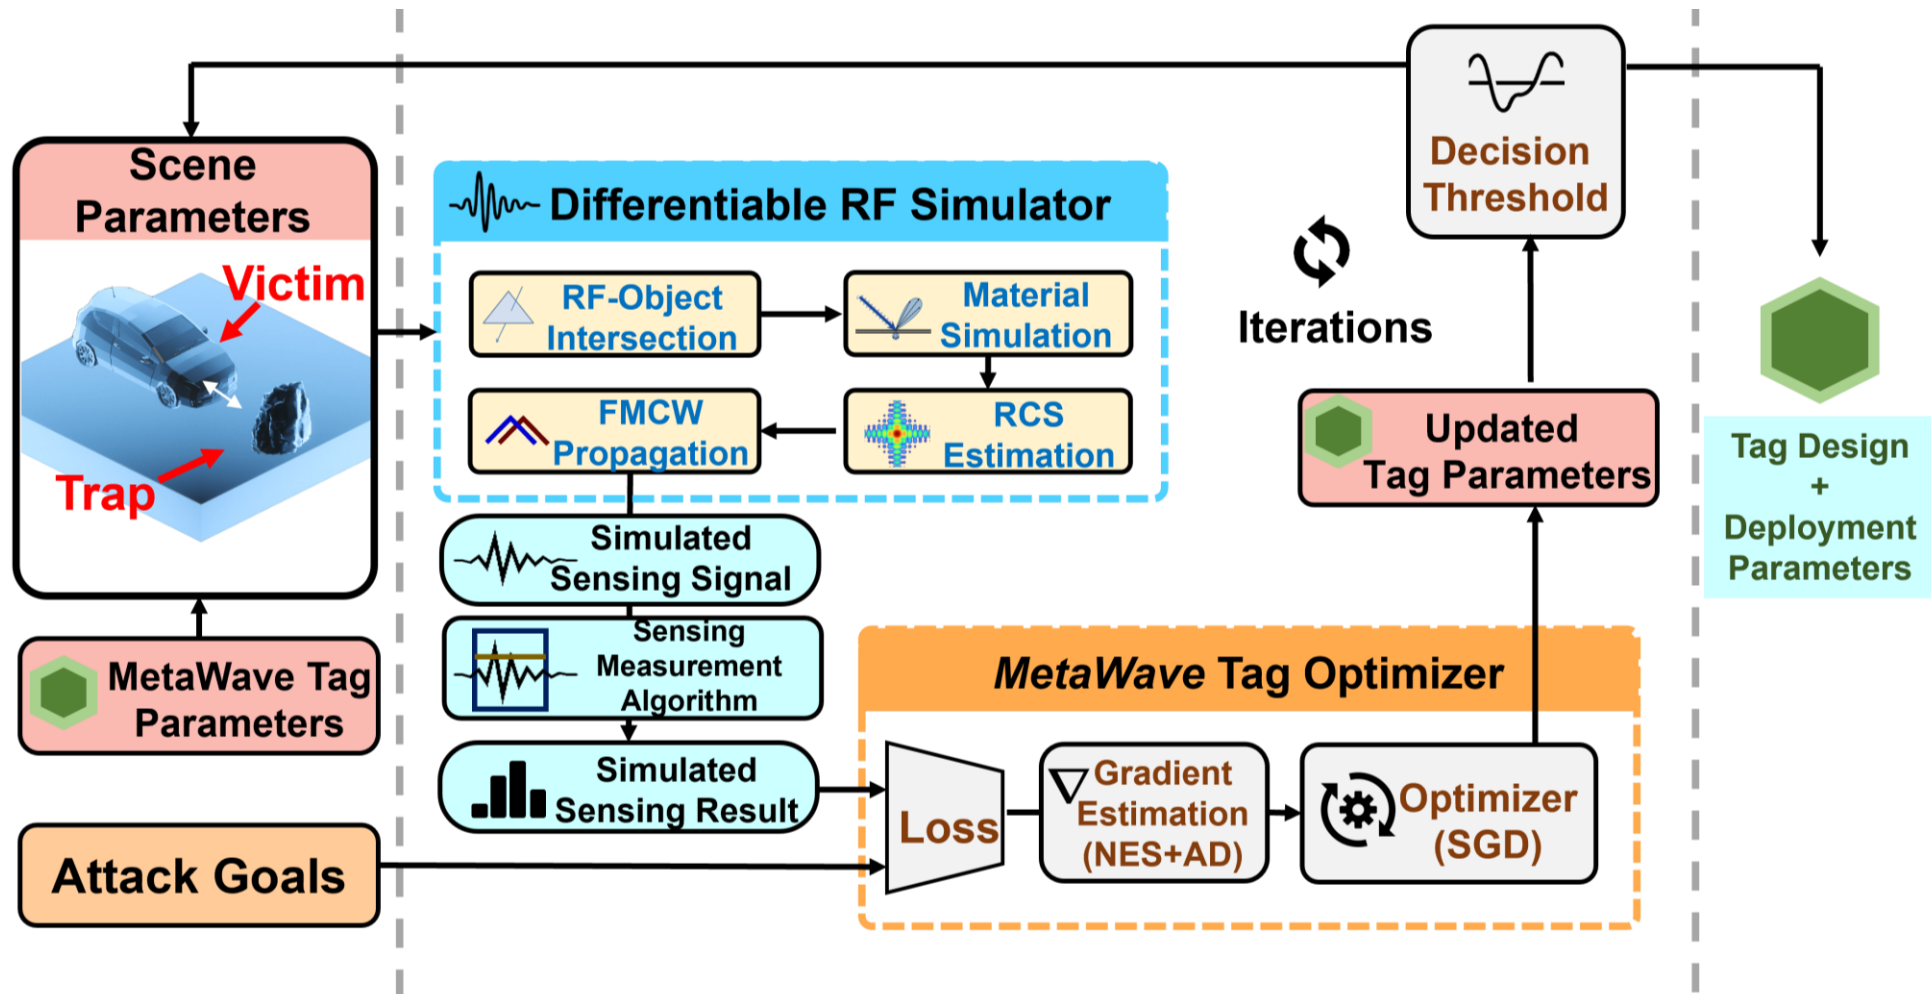 Scene
Parameters
Victim
Trap
MetaWave Tag
Parameters
Attack Goals
Differentiable RF Simulator
RF-Object
Intersection
Material
Simulation
FMCW
Propagation
RCS
Estimation
Simulated
Sensing Signal
Sensing
Measurement
Algorithm
Simulated
Sensing Result
MetaWave Tag Optimizer
Loss
Gradient
Estimation
(NES+AD)
Optimizer
(SGD)
Updated
Tag Parameters
Iterations
Decision
Threshold
Tag Design
+
Deployment
Parameters